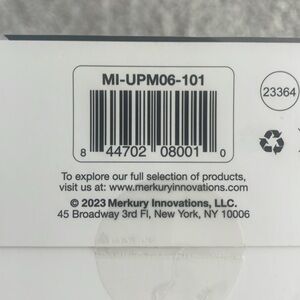 MI-UPM06-101
23364
8 44702 08001 0
To explore our full selection of products,
visit us at: www.merkuryinnovations.com
© 2023 Merkury Innovations, LLC.
45 Broadway 3rd Fl, New York, NY 10006